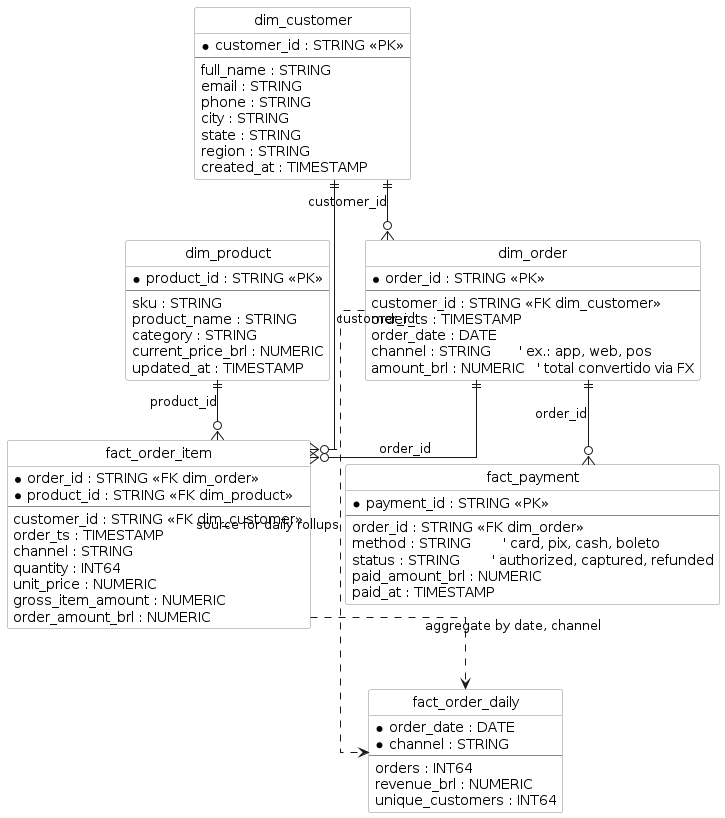 dim_customer
customer_id : STRING «PK»
full_name : STRING
email : STRING
phone : STRING
city : STRING
state : STRING
region : STRING
created_at : TIMESTAMP
customer_id
dim_product
product_id : STRING «PK»
sku : STRING
product_name : STRING
category : STRING
current_price_brl : NUMERIC
updated_at : TIMESTAMP
dim_order
order_id : STRING «PK»
customer_id : STRING «FK dim_customer»
order_ts : TIMESTAMP
order_date : DATE
channel : STRING ' ex.: app, web, pos
amount_brl : NUMERIC ' total convertido via FX
customer_id
product_id
order_id
order_id
fact_order_item
order_id : STRING «FK dim_order»
product_id : STRING «FK dim_product»
customer_id : STRING «FK dim_customer»
order_ts : TIMESTAMP
channel : STRING
quantity : INT64
unit_price : NUMERIC
gross_item_amount : NUMERIC
order_amount_brl : NUMERIC
source for daily rollups
fact_payment
payment_id : STRING «PK»
order_id : STRING «FK dim_order»
method : STRING ' card, pix, cash, boleto
status : STRING ' authorized, captured, refunded
paid_amount_brl : NUMERIC
paid_at : TIMESTAMP
aggregate by date, channel
fact_order_daily
order_date : DATE
channel : STRING
orders : INT64
revenue_brl : NUMERIC
unique_customers : INT64